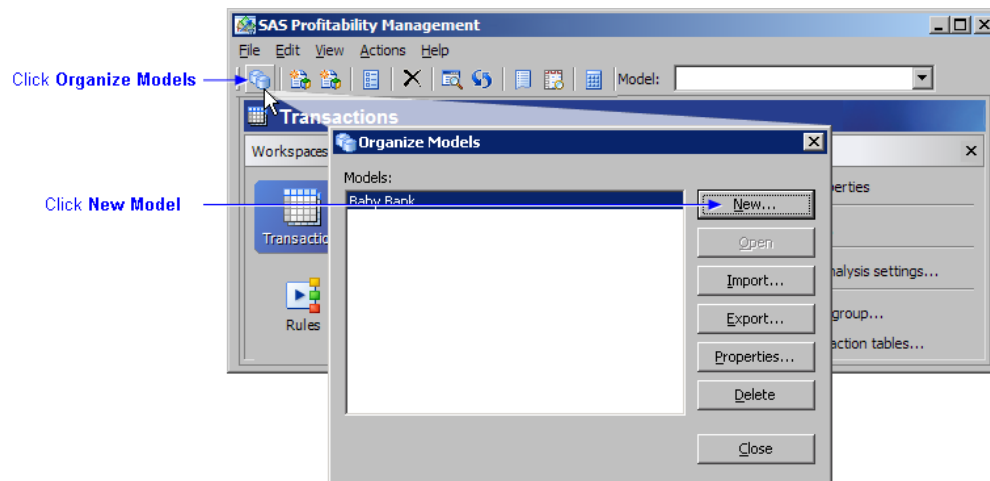 SAS Profitability Management
File Edit View Actions Help
Click Organize Models
Model:
Transactions
Workspaces
Organize Models
Models:
Baby Bank
Click New Model
New...
Open
Import...
Export...
Properties...
Delete
Close
Transactio
Rules
perties
nalysis settings...
group...
action tables...